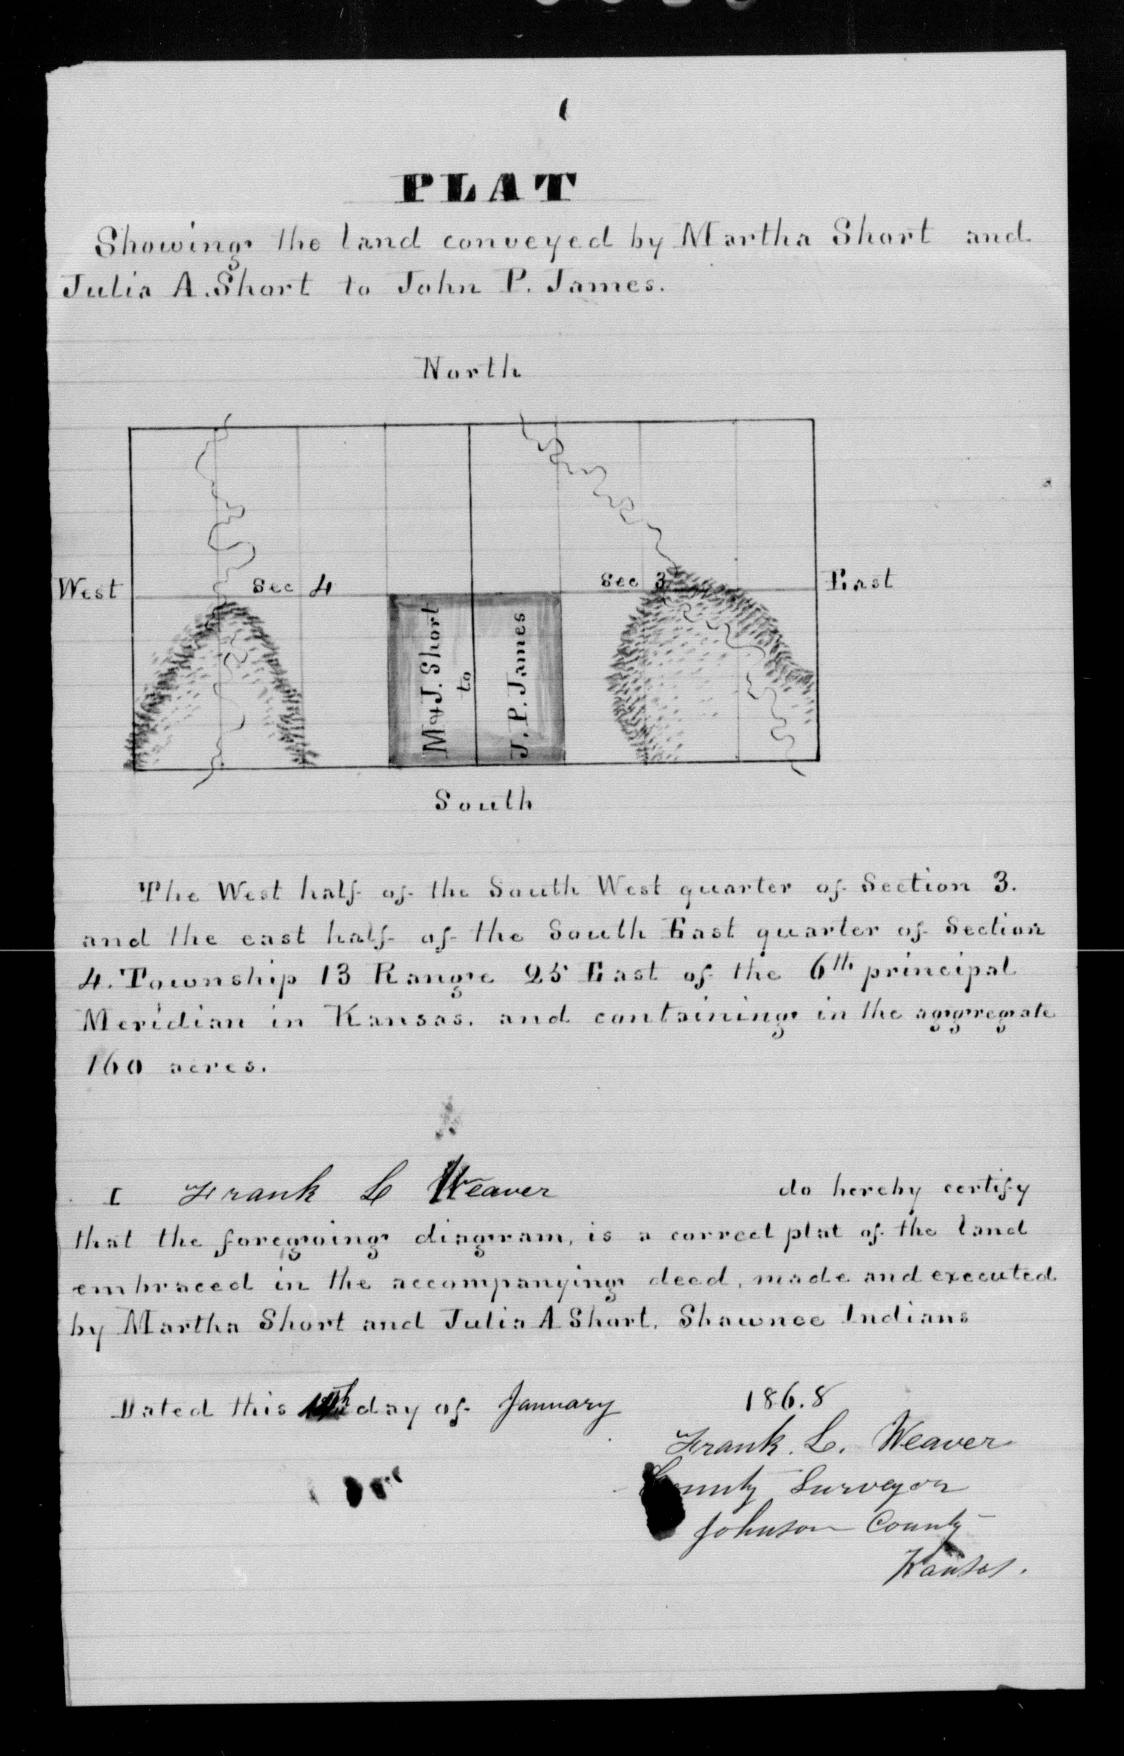 PLAT
Showing the land conveyed by Martha Short and
Julia A. Short to John P. James.
North
West
Sec 4
Sec 3
East
M & J. Short
to
J. P. James
South
The West half of the South West quarter of Section 3.
and the east half of the South East quarter of Section
4. Township 13 Range 25 East of the 6th principal
Meridian in Kansas. and containing in the aggregate
160 acres.
I Frank L Weaver do hereby certify
that the foregoing diagram, is a correct plat of the land
embraced in the accompanying deed, made and executed
by Martha Short and Julia A Short, Shawnee Indians
Dated this day of January 1868
Frank. L. Weaver
County Surveyor
Johnson County
Kansas.